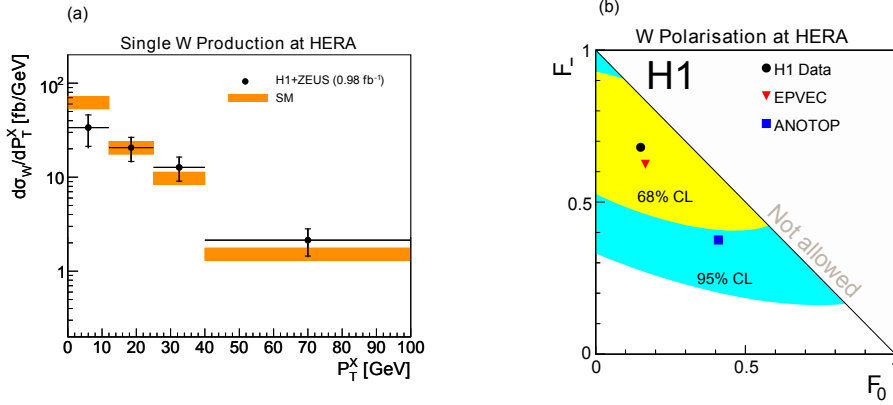 (a)
Single W Production at HERA
dσ_W/dP_T^X [fb/GeV]
10²
10
1
H1+ZEUS (0.98 fb⁻¹)
SM
0 10 20 30 40 50 60 70 80 90 100
P_T^X [GeV]
(b)
W Polarisation at HERA
F_-
1
0.5
0
H1
H1 Data
EPVEC
ANOTOP
68% CL
95% CL
Not allowed
0 0.5 1
F_0